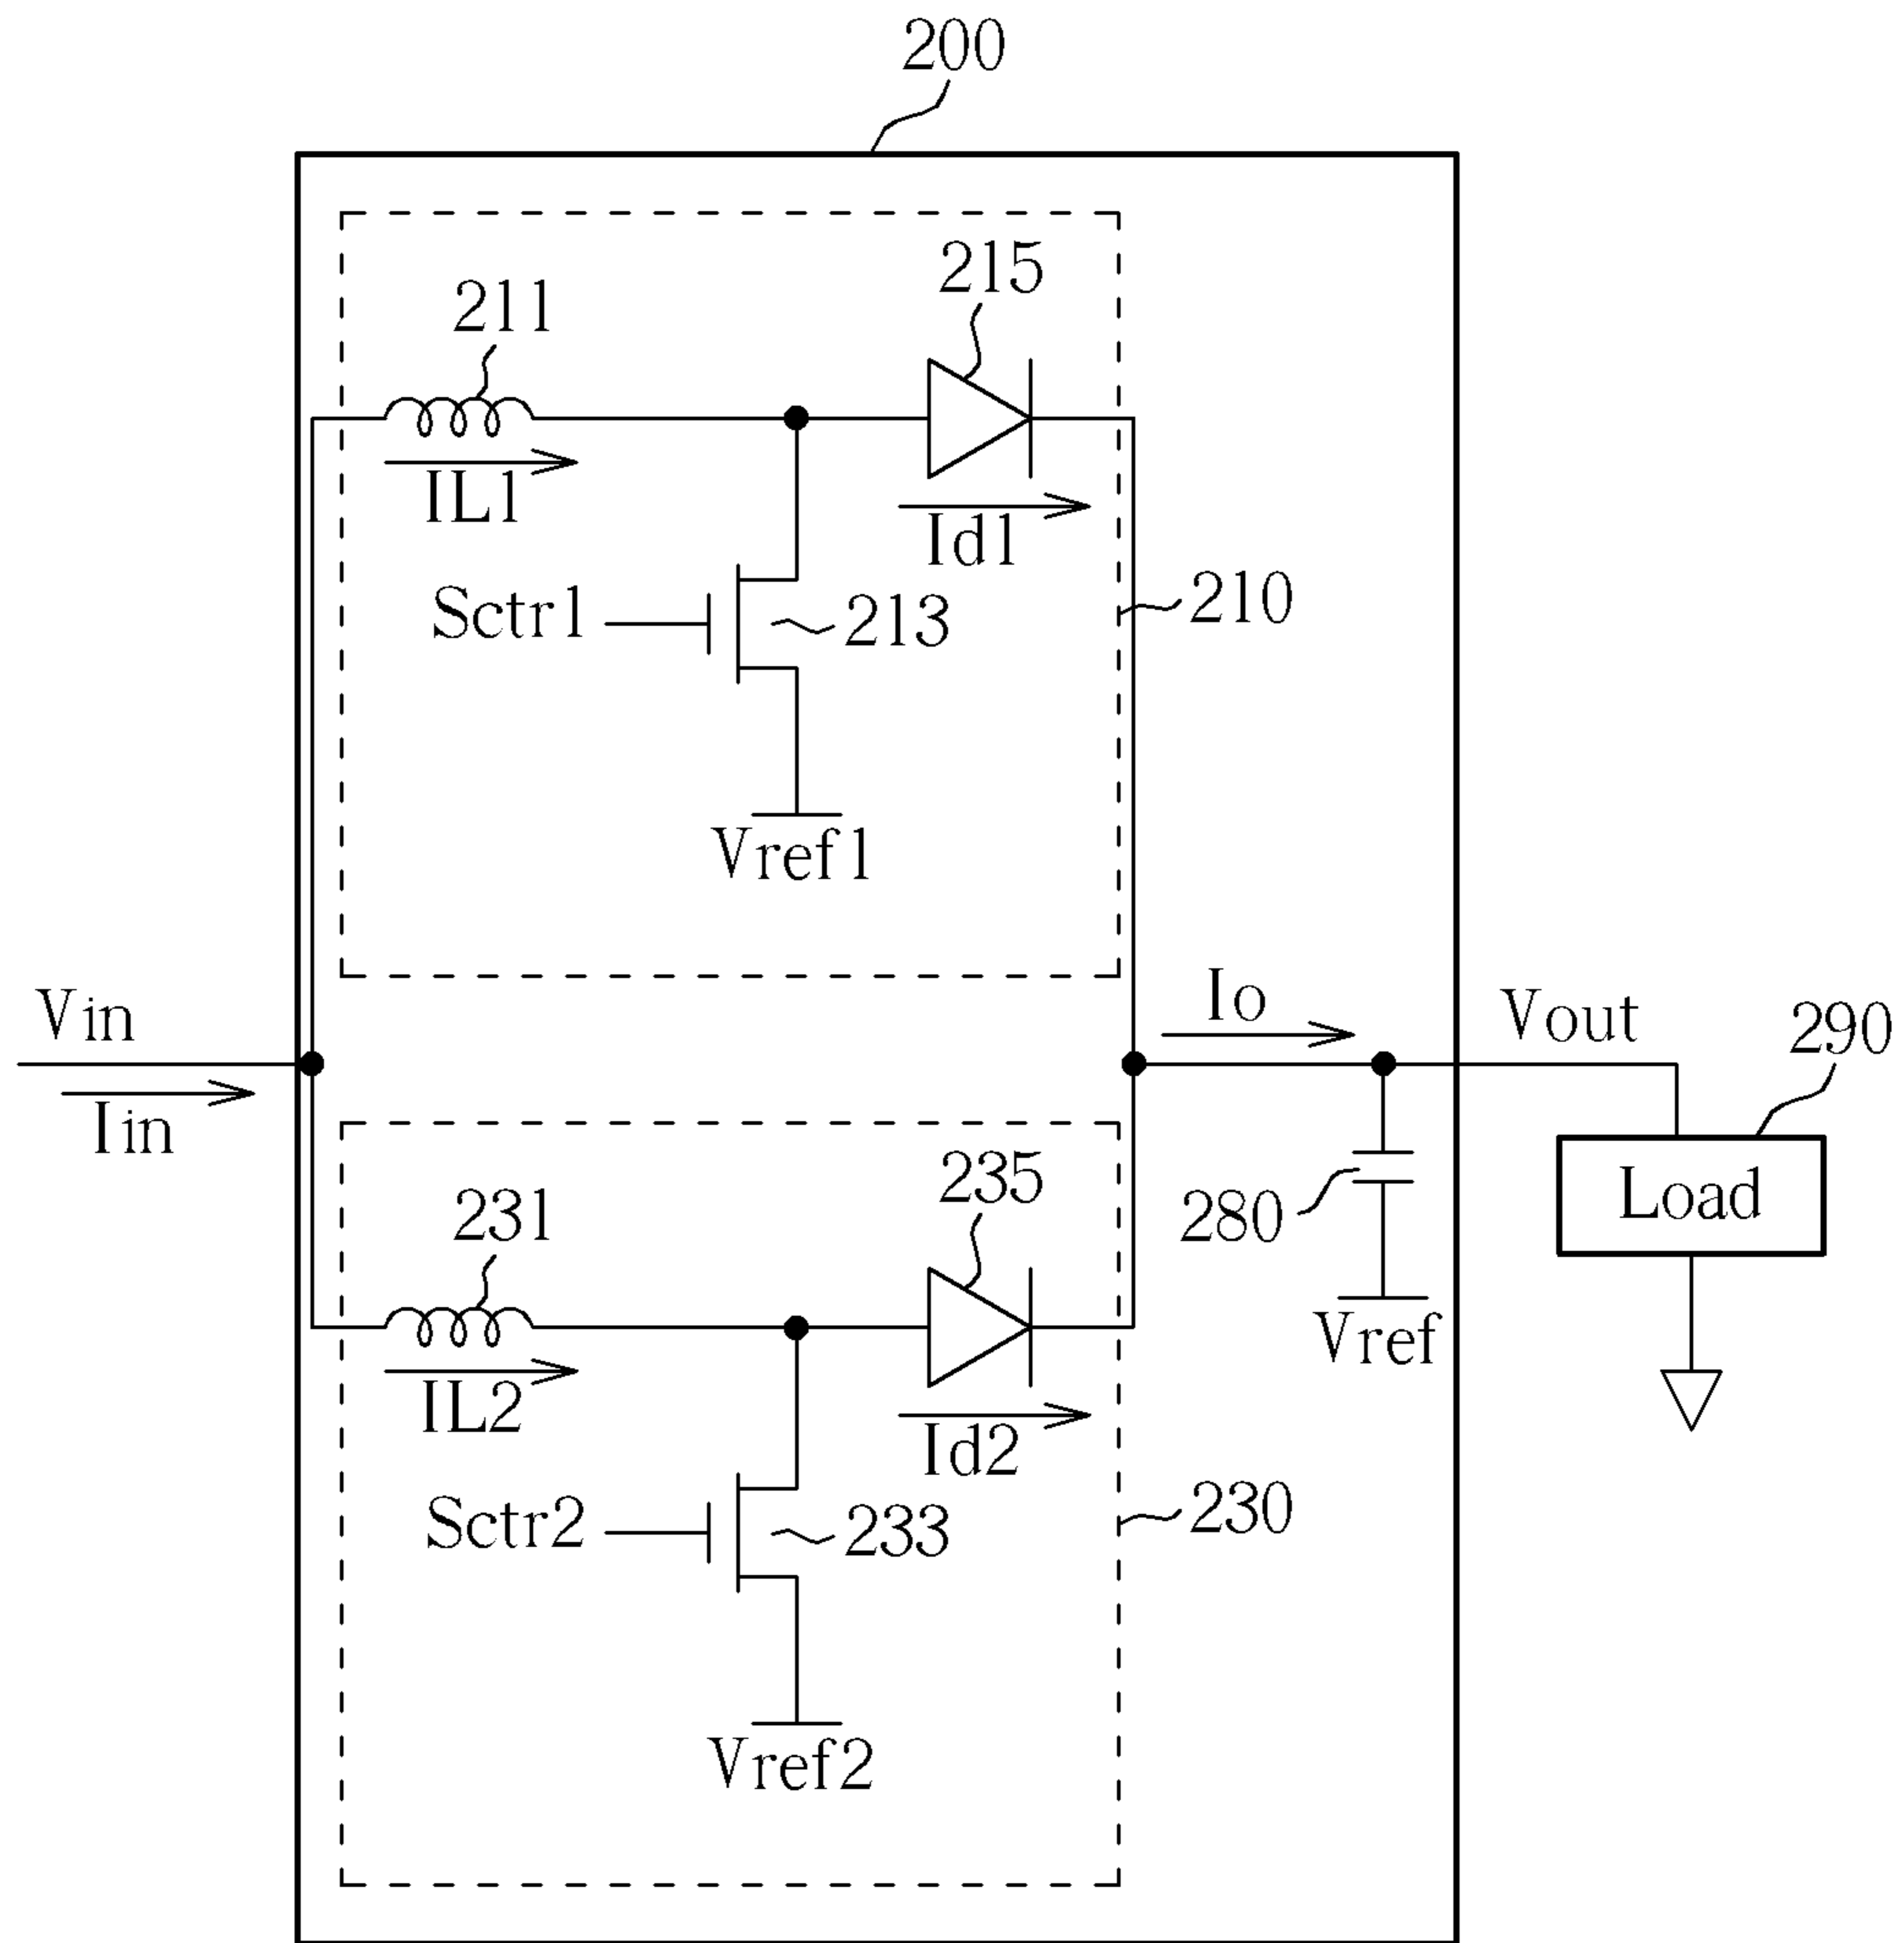 200
215
211
IL1
Id1
Sctr1
213
210
Vref1
Vin
Io
Vout
290
Iin
235
231
280
Load
Vref
IL2
Id2
Sctr2
233
230
Vref2